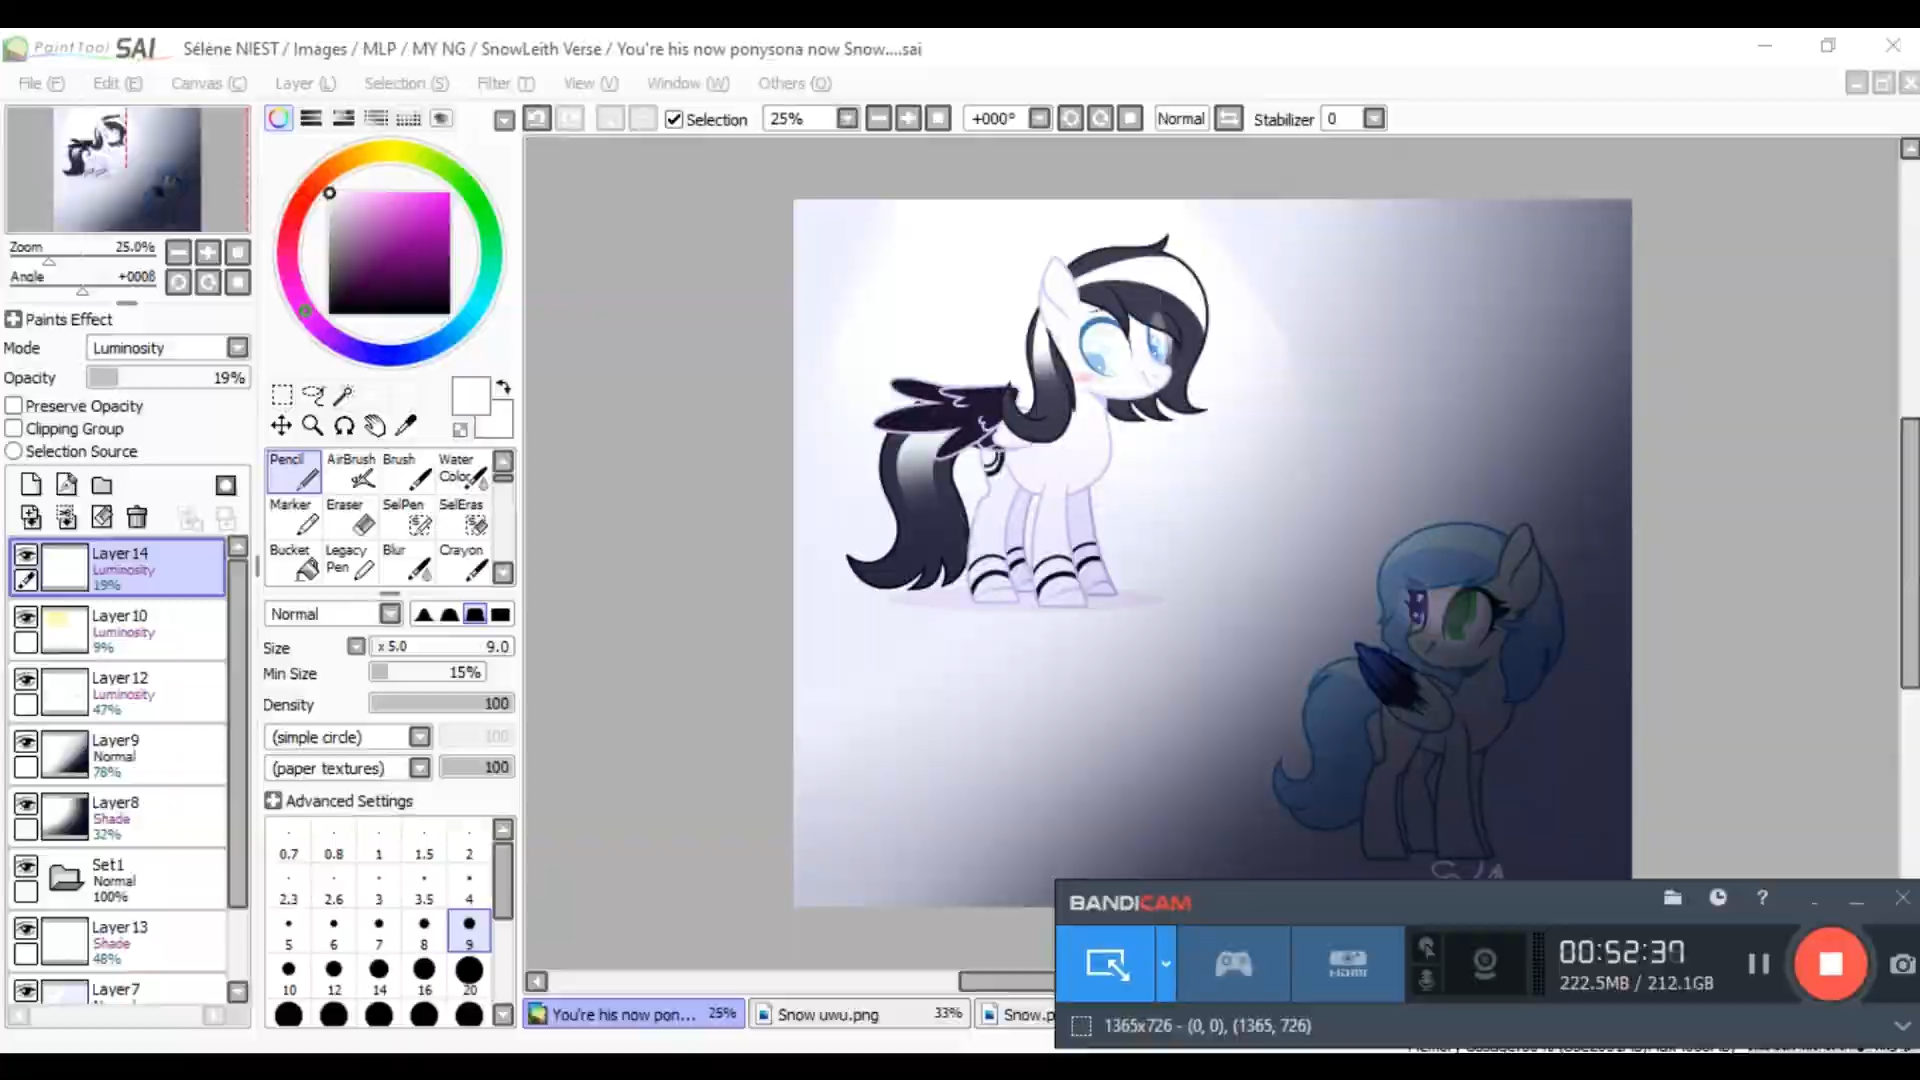 PaintTool SAI Sélène NIEST / Images / MLP / MY NG / SnowLeith Verse / You're his now ponysona now Snow....sai
File (F) Edit (E) Canvas (C) Layer (L) Selection (S) Filter (T) View (V) Window (W) Others (O)
Selection 25% +000° Normal Stabilizer 0
Zoom 25.0%
Angle +000ß
Paints Effect
Mode Luminosity
Opacity 19%
Preserve Opacity
Clipping Group
Selection Source
Layer14
Luminosity
19%
Layer10
Luminosity
9%
Layer12
Luminosity
47%
Layer9
Normal
78%
Layer8
Shade
32%
Set1
Normal
100%
Layer13
Shade
48%
Layer7
Pencil AirBrush Brush Water Color
Marker Eraser SelPen SelEras
Bucket Legacy Pen Blur Crayon
Normal
Size x 5.0 9.0
Min Size 15%
Density 100
(simple circle) 100
(paper textures) 100
Advanced Settings
0.7 0.8 1 1.5 2
2.3 2.6 3 3.5 4
5 6 7 8 9
10 12 14 16 20
You're his now pon... 25% Snow uwu.png 33% Snow.p
BANDICAM
HDMI
00:52:37
222.5MB / 212.1GB
1365x726 - (0, 0), (1365, 726)